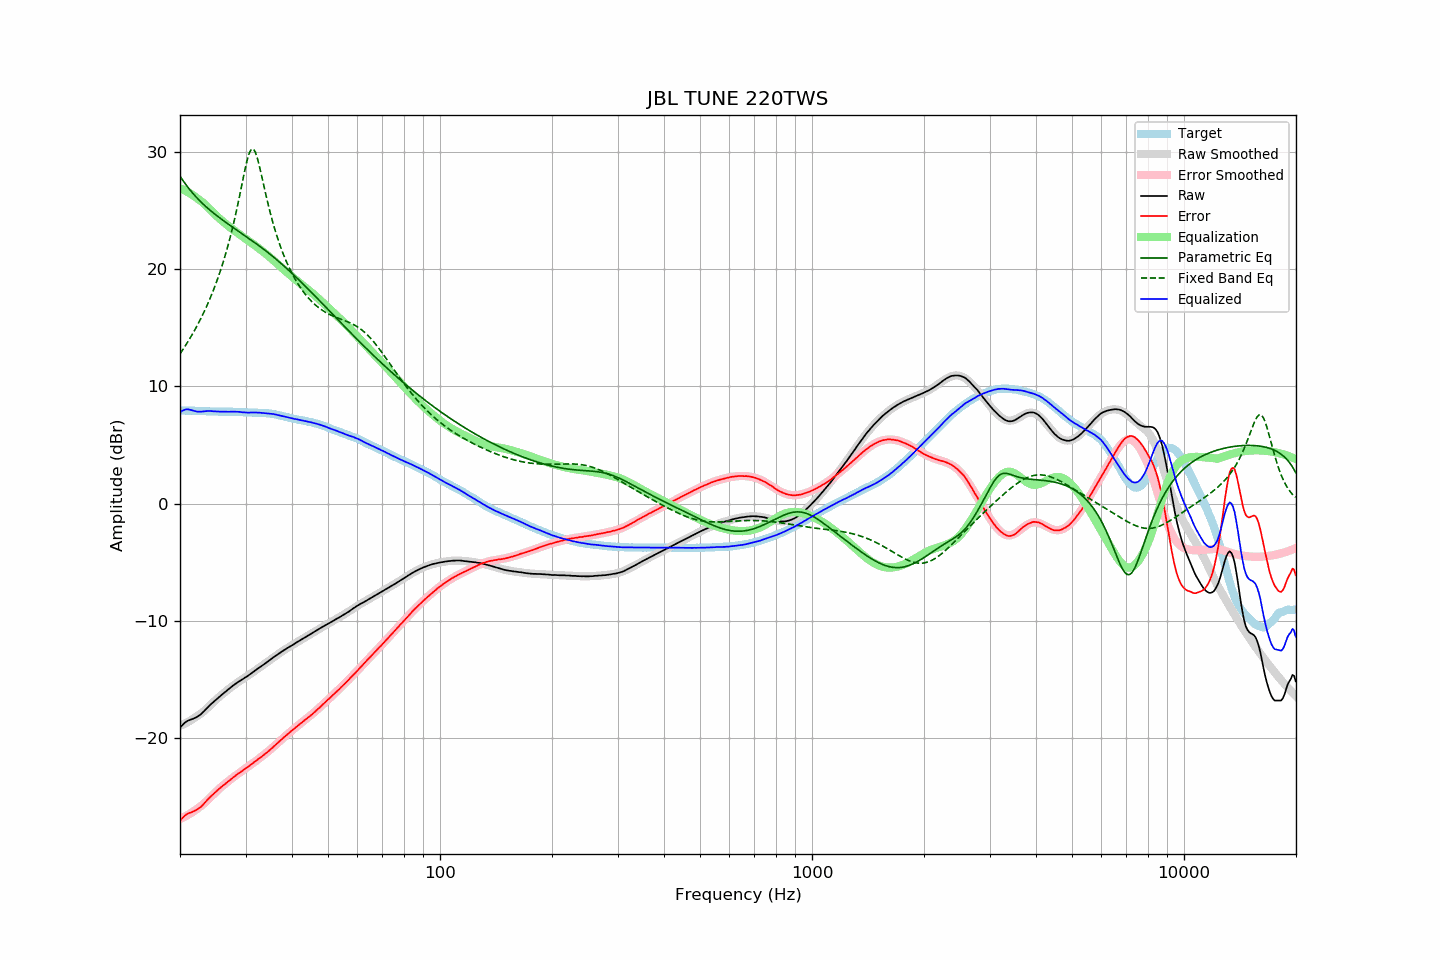 JBL TUNE 220TWS
Target
Raw Smoothed
Error Smoothed
Raw
Error
Equalization
Parametric Eq
Fixed Band Eq
Equalized
30
20
10
0
−10
−20
Amplitude (dBr)
100
1000
10000
Frequency (Hz)